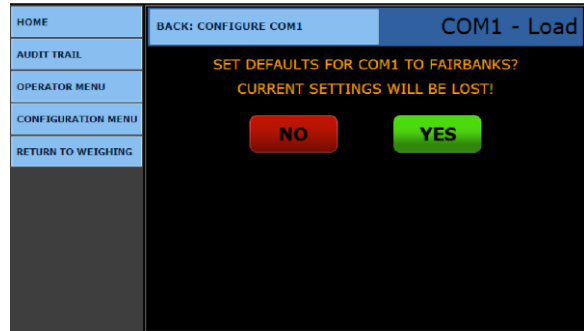 HOME
AUDIT TRAIL
OPERATOR MENU
CONFIGURATION MENU
RETURN TO WEIGHING
BACK: CONFIGURE COM1
COM1 - Load
SET DEFAULTS FOR COM1 TO FAIRBANKS?
CURRENT SETTINGS WILL BE LOST!
NO
YES